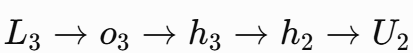 L₃ → o₃ → h₃ → h₂ → U₂